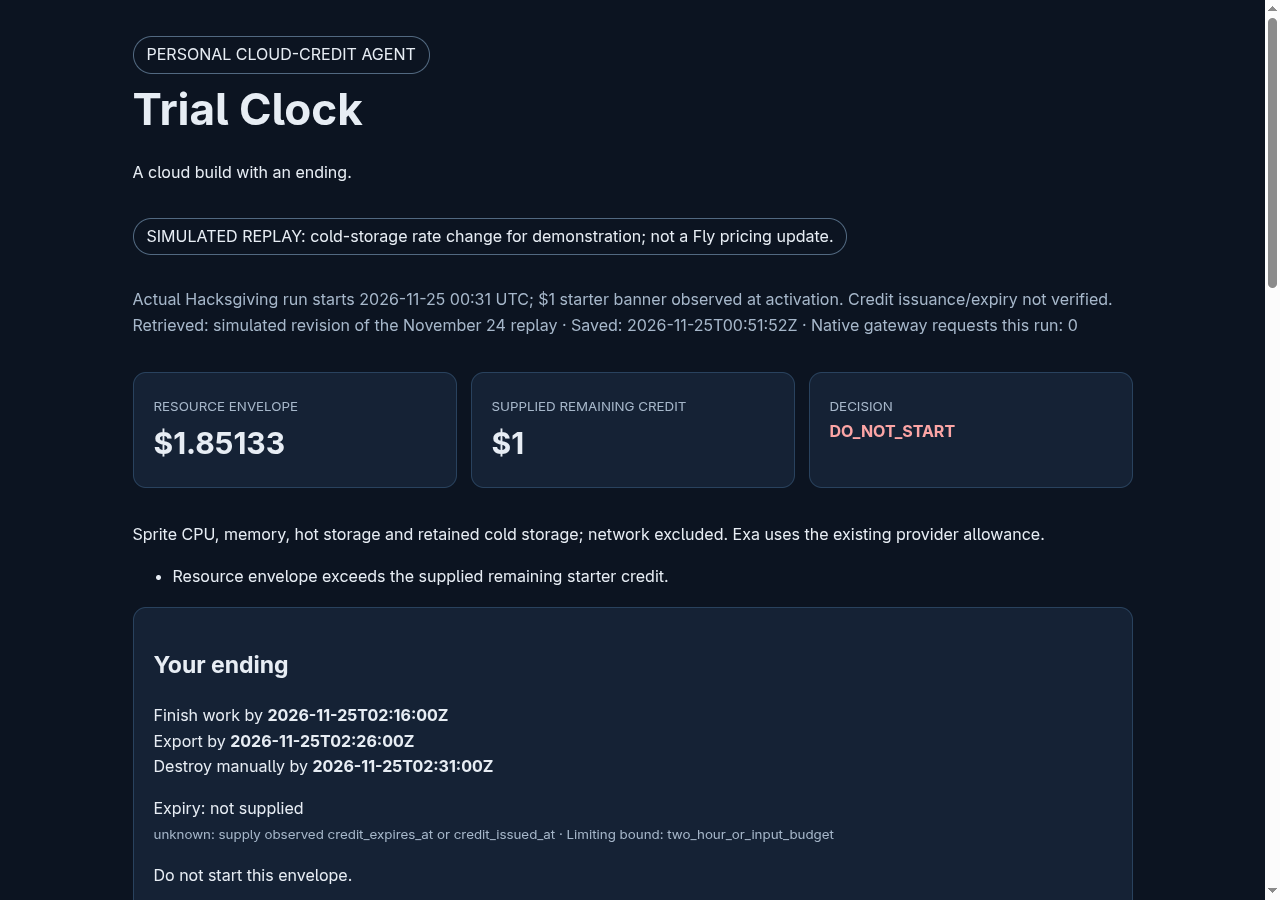 PERSONAL CLOUD-CREDIT AGENT
Trial Clock
A cloud build with an ending.
SIMULATED REPLAY: cold-storage rate change for demonstration; not a Fly pricing update.
Actual Hacksgiving run starts 2026-11-25 00:31 UTC; $1 starter banner observed at activation. Credit issuance/expiry not verified.
Retrieved: simulated revision of the November 24 replay · Saved: 2026-11-25T00:51:52Z · Native gateway requests this run: 0
RESOURCE ENVELOPE
$1.85133
SUPPLIED REMAINING CREDIT
$1
DECISION
DO_NOT_START
Sprite CPU, memory, hot storage and retained cold storage; network excluded. Exa uses the existing provider allowance.
• Resource envelope exceeds the supplied remaining starter credit.
Your ending
Finish work by 2026-11-25T02:16:00Z
Export by 2026-11-25T02:26:00Z
Destroy manually by 2026-11-25T02:31:00Z
Expiry: not supplied
unknown: supply observed credit_expires_at or credit_issued_at · Limiting bound: two_hour_or_input_budget
Do not start this envelope.